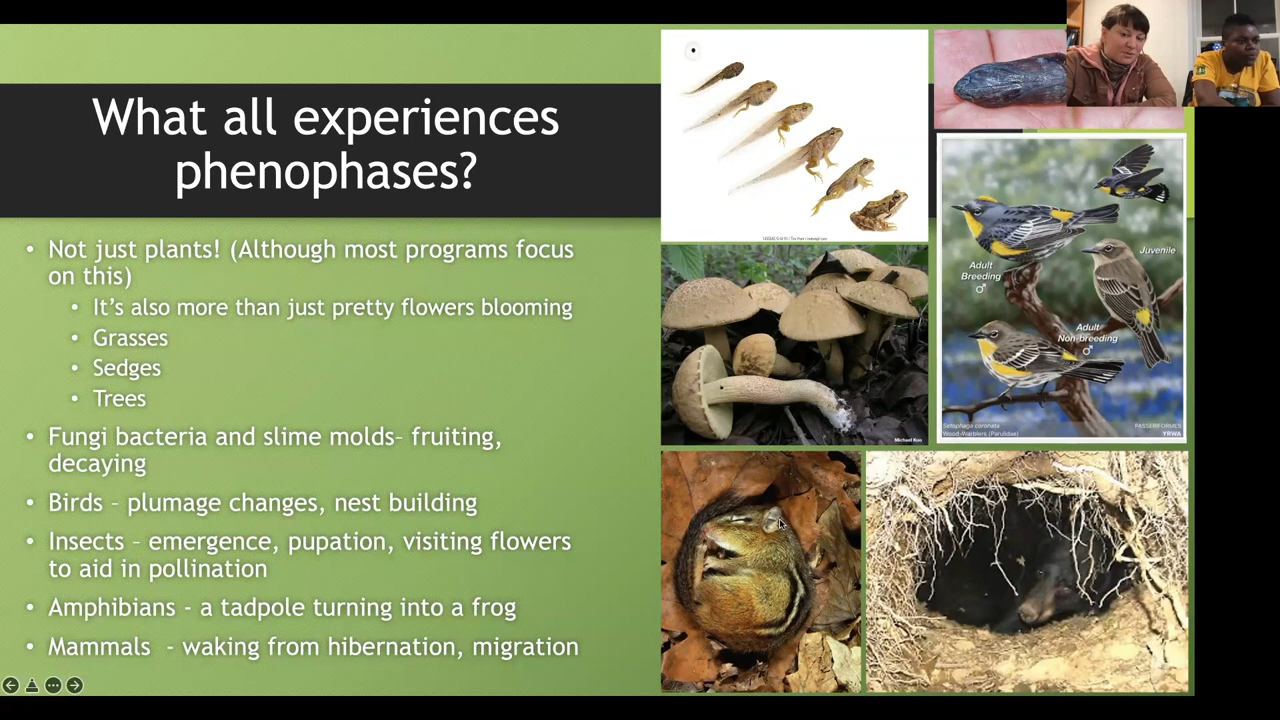 What all experiences
phenophases?
• Not just plants! (Although most programs focus
on this)
• It's also more than just pretty flowers blooming
• Grasses
• Sedges
• Trees
• Fungi bacteria and slime molds– fruiting,
decaying
• Birds – plumage changes, nest building
• Insects – emergence, pupation, visiting flowers
to aid in pollination
• Amphibians - a tadpole turning into a frog
• Mammals - waking from hibernation, migration
Michael Kuo
Adult
Breeding
♂
Juvenile
Adult
Non-breeding
♂
Setophaga coronata
Wood-Warblers (Parulidae)
PASSERIFORMES
YRWA